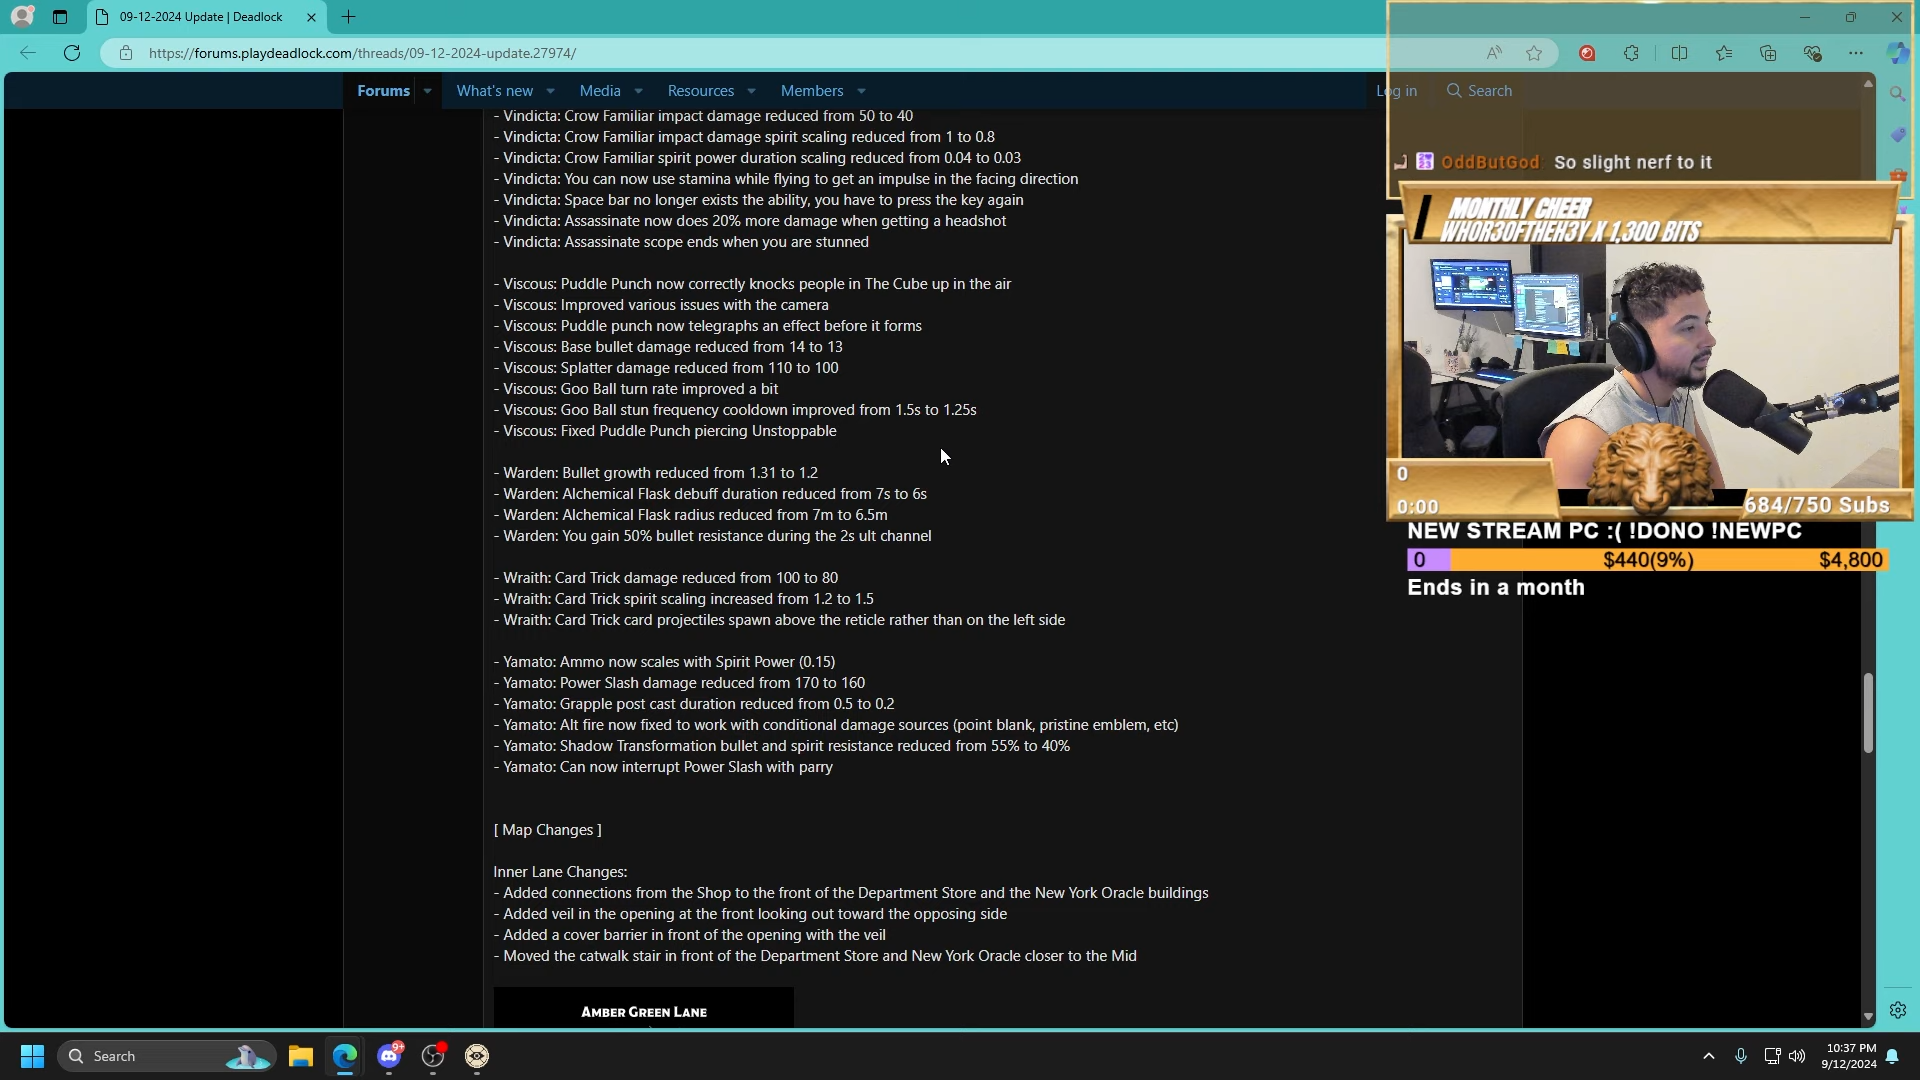 09-12-2024 Update | Deadlock
https://forums.playdeadlock.com/threads/09-12-2024-update.27974/
Forums What's new Media Resources Members Log in Search
- Vindicta: Crow Familiar impact damage reduced from 50 to 40
- Vindicta: Crow Familiar impact damage spirit scaling reduced from 1 to 0.8
- Vindicta: Crow Familiar spirit power duration scaling reduced from 0.04 to 0.03
- Vindicta: You can now use stamina while flying to get an impulse in the facing direction
- Vindicta: Space bar no longer exists the ability, you have to press the key again
- Vindicta: Assassinate now does 20% more damage when getting a headshot
- Vindicta: Assassinate scope ends when you are stunned
- Viscous: Puddle Punch now correctly knocks people in The Cube up in the air
- Viscous: Improved various issues with the camera
- Viscous: Puddle punch now telegraphs an effect before it forms
- Viscous: Base bullet damage reduced from 14 to 13
- Viscous: Splatter damage reduced from 110 to 100
- Viscous: Goo Ball turn rate improved a bit
- Viscous: Goo Ball stun frequency cooldown improved from 1.5s to 1.25s
- Viscous: Fixed Puddle Punch piercing Unstoppable
- Warden: Bullet growth reduced from 1.31 to 1.2
- Warden: Alchemical Flask debuff duration reduced from 7s to 6s
- Warden: Alchemical Flask radius reduced from 7m to 6.5m
- Warden: You gain 50% bullet resistance during the 2s ult channel
- Wraith: Card Trick damage reduced from 100 to 80
- Wraith: Card Trick spirit scaling increased from 1.2 to 1.5
- Wraith: Card Trick card projectiles spawn above the reticle rather than on the left side
- Yamato: Ammo now scales with Spirit Power (0.15)
- Yamato: Power Slash damage reduced from 170 to 160
- Yamato: Grapple post cast duration reduced from 0.5 to 0.2
- Yamato: Alt fire now fixed to work with conditional damage sources (point blank, pristine emblem, etc)
- Yamato: Shadow Transformation bullet and spirit resistance reduced from 55% to 40%
- Yamato: Can now interrupt Power Slash with parry
[ Map Changes ]
Inner Lane Changes:
- Added connections from the Shop to the front of the Department Store and the New York Oracle buildings
- Added veil in the opening at the front looking out toward the opposing side
- Added a cover barrier in front of the opening with the veil
- Moved the catwalk stair in front of the Department Store and New York Oracle closer to the Mid
AMBER GREEN LANE
OddButGod: So slight nerf to it
MONTHLY CHEER
WHOR3OFTHEH3Y X 1,300 BITS
0
0:00
684/750 Subs
NEW STREAM PC :( !DONO !NEWPC
0 $440(9%) $4,800
Ends in a month
Search
9+
10:37 PM
9/12/2024